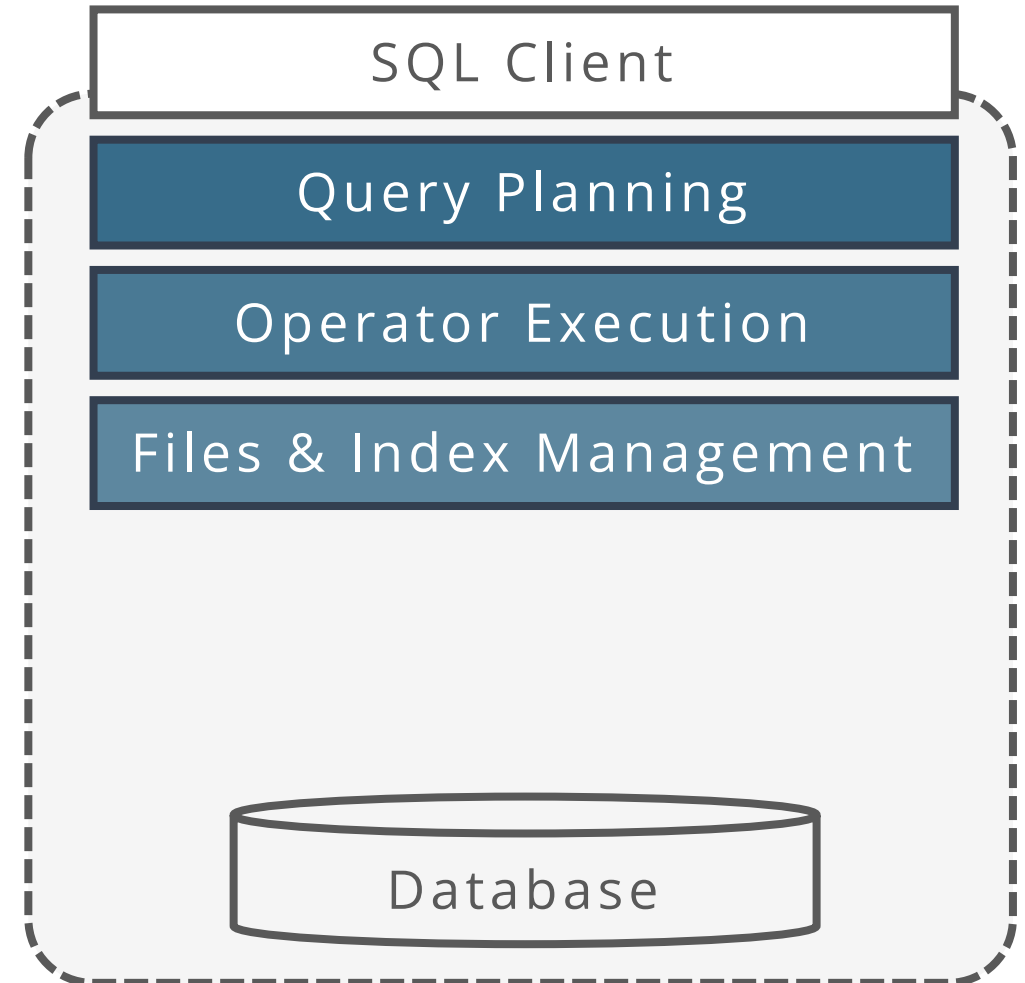 SQL Client
Query Planning
Operator Execution
Files & Index Management
Database